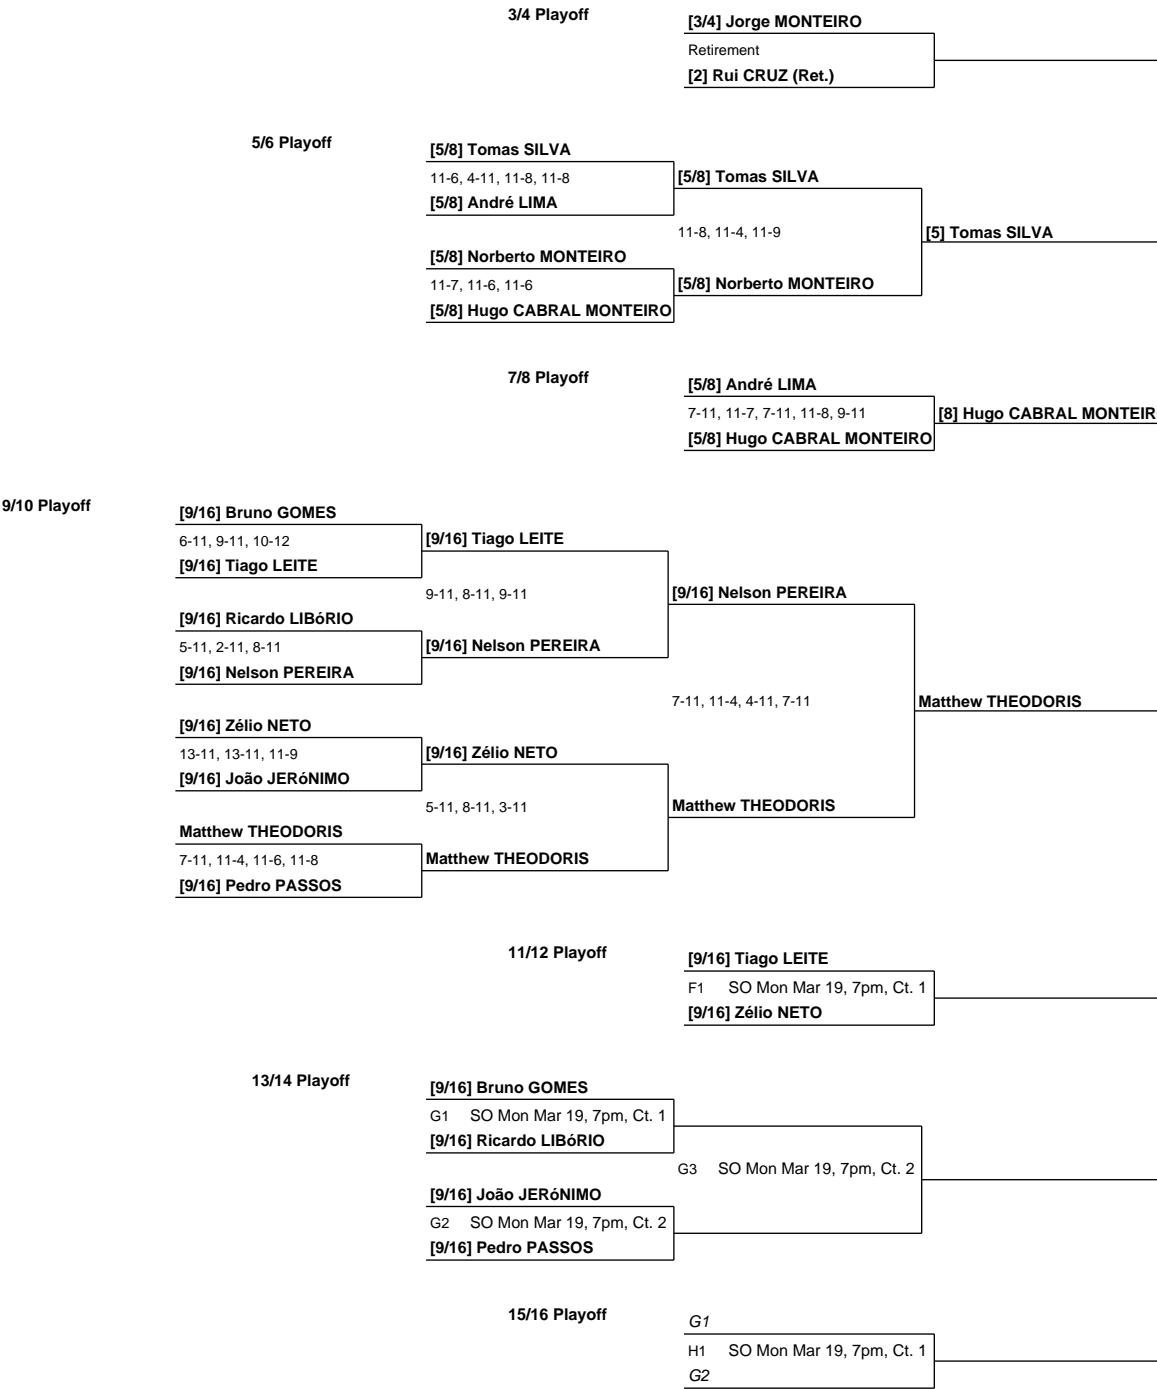 3/4 Playoff
[3/4] Jorge MONTEIRO
Retirement
[2] Rui CRUZ (Ret.)
5/6 Playoff
[5/8] Tomas SILVA
11-6, 4-11, 11-8, 11-8
[5/8] André LIMA
[5/8] Tomas SILVA
11-8, 11-4, 11-9
[5] Tomas SILVA
[5/8] Norberto MONTEIRO
11-7, 11-6, 11-6
[5/8] Hugo CABRAL MONTEIRO
[5/8] Norberto MONTEIRO
7/8 Playoff
[5/8] André LIMA
7-11, 11-7, 7-11, 11-8, 9-11
[5/8] Hugo CABRAL MONTEIRO
[8] Hugo CABRAL MONTEIR
9/10 Playoff
[9/16] Bruno GOMES
6-11, 9-11, 10-12
[9/16] Tiago LEITE
[9/16] Tiago LEITE
9-11, 8-11, 9-11
[9/16] Nelson PEREIRA
[9/16] Ricardo LIBóRIO
5-11, 2-11, 8-11
[9/16] Nelson PEREIRA
[9/16] Nelson PEREIRA
7-11, 11-4, 4-11, 7-11
Matthew THEODORIS
[9/16] Zélio NETO
13-11, 13-11, 11-9
[9/16] João JERóNIMO
[9/16] Zélio NETO
5-11, 8-11, 3-11
Matthew THEODORIS
Matthew THEODORIS
7-11, 11-4, 11-6, 11-8
[9/16] Pedro PASSOS
Matthew THEODORIS
11/12 Playoff
[9/16] Tiago LEITE
F1 SO Mon Mar 19, 7pm, Ct. 1
[9/16] Zélio NETO
13/14 Playoff
[9/16] Bruno GOMES
G1 SO Mon Mar 19, 7pm, Ct. 1
[9/16] Ricardo LIBóRIO
G3 SO Mon Mar 19, 7pm, Ct. 2
[9/16] João JERóNIMO
G2 SO Mon Mar 19, 7pm, Ct. 2
[9/16] Pedro PASSOS
15/16 Playoff
G1
H1 SO Mon Mar 19, 7pm, Ct. 1
G2